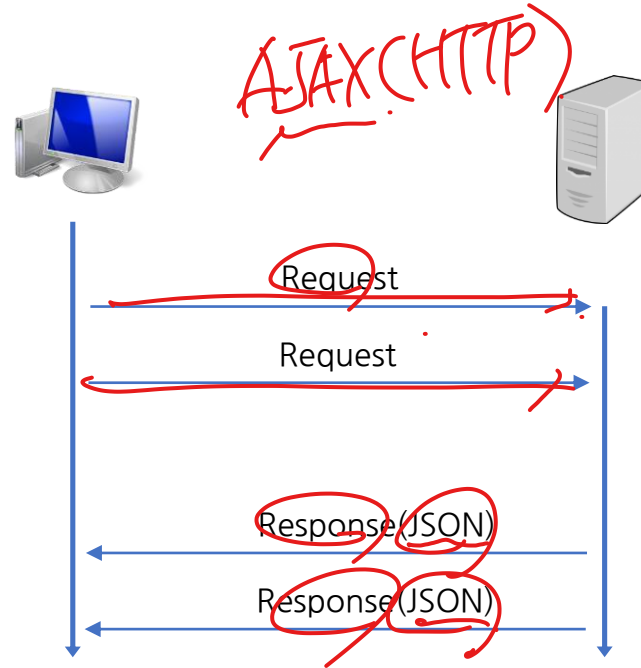 AJAX(HTTP)
Request
Request
Response(JSON)
Response(JSON)